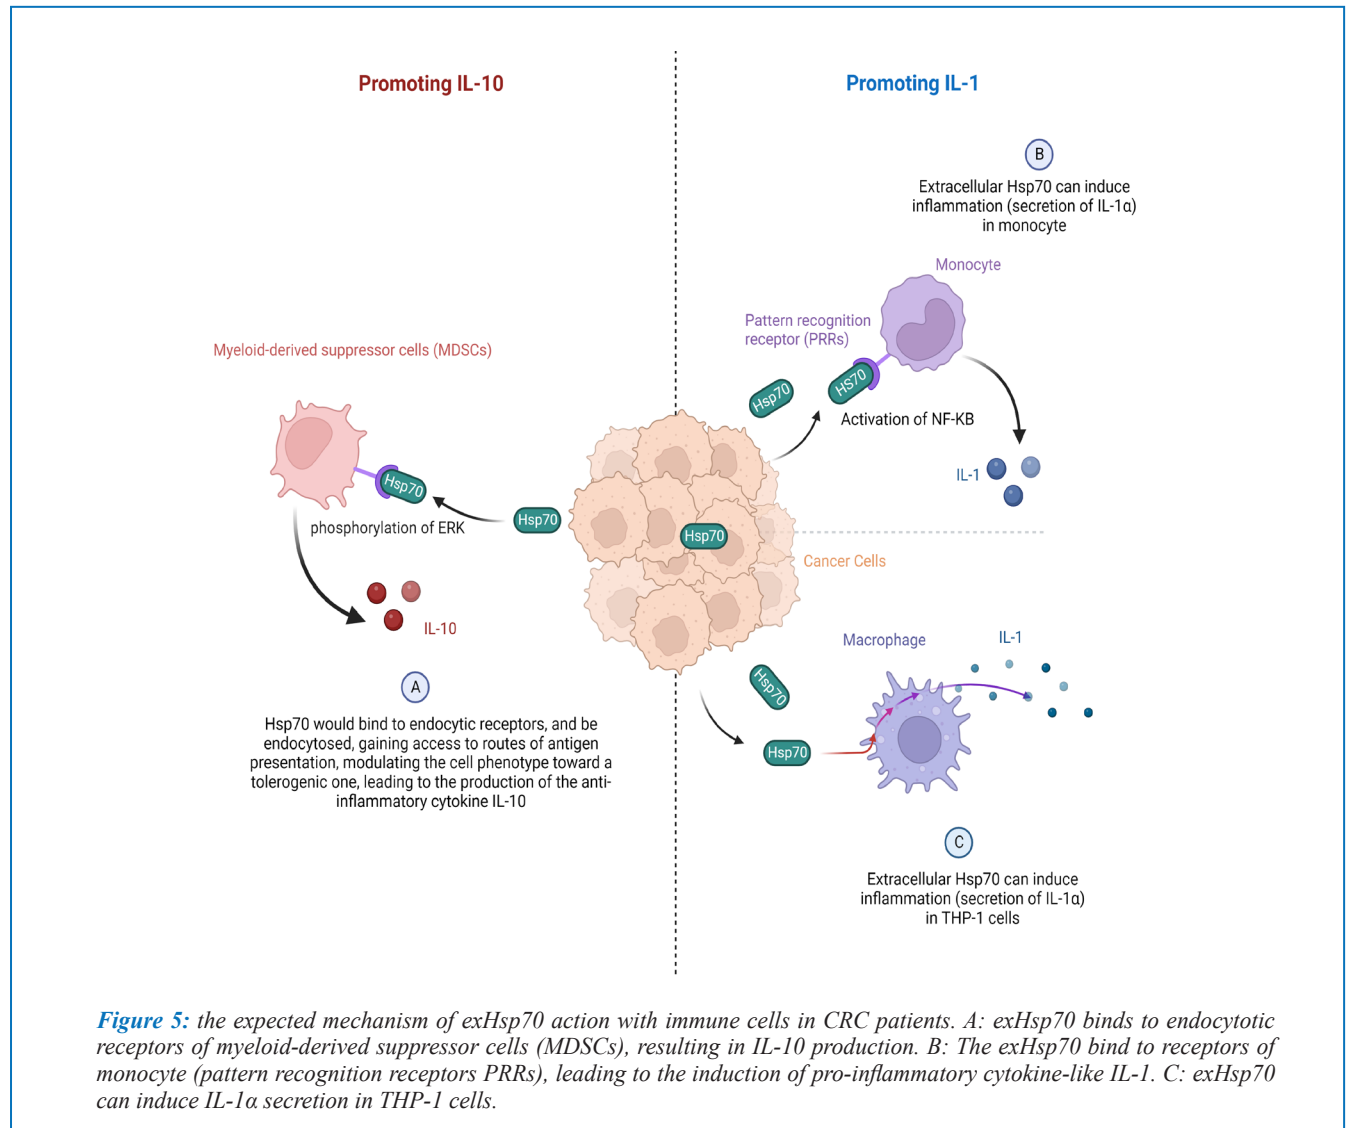 Promoting IL-10
Promoting IL-1
B
Extracellular Hsp70 can induce
inflammation (secretion of IL-1α)
in monocyte
Monocyte
Pattern recognition
receptor (PRRs)
Hsp70
HS70
Activation of NF-KB
IL-1
Myeloid-derived suppressor cells (MDSCs)
Hsp70
phosphorylation of ERK
Hsp70
Hsp70
Cancer Cells
IL-10
A
Hsp70 would bind to endocytic receptors, and be
endocytosed, gaining access to routes of antigen
presentation, modulating the cell phenotype toward a
tolerogenic one, leading to the production of the anti-
inflammatory cytokine IL-10
Macrophage
IL-1
Hsp70
Hsp70
C
Extracellular Hsp70 can induce
inflammation (secretion of IL-1α)
in THP-1 cells
Figure 5: the expected mechanism of exHsp70 action with immune cells in CRC patients. A: exHsp70 binds to endocytotic
receptors of myeloid-derived suppressor cells (MDSCs), resulting in IL-10 production. B: The exHsp70 bind to receptors of
monocyte (pattern recognition receptors PRRs), leading to the induction of pro-inflammatory cytokine-like IL-1. C: exHsp70
can induce IL-1α secretion in THP-1 cells.